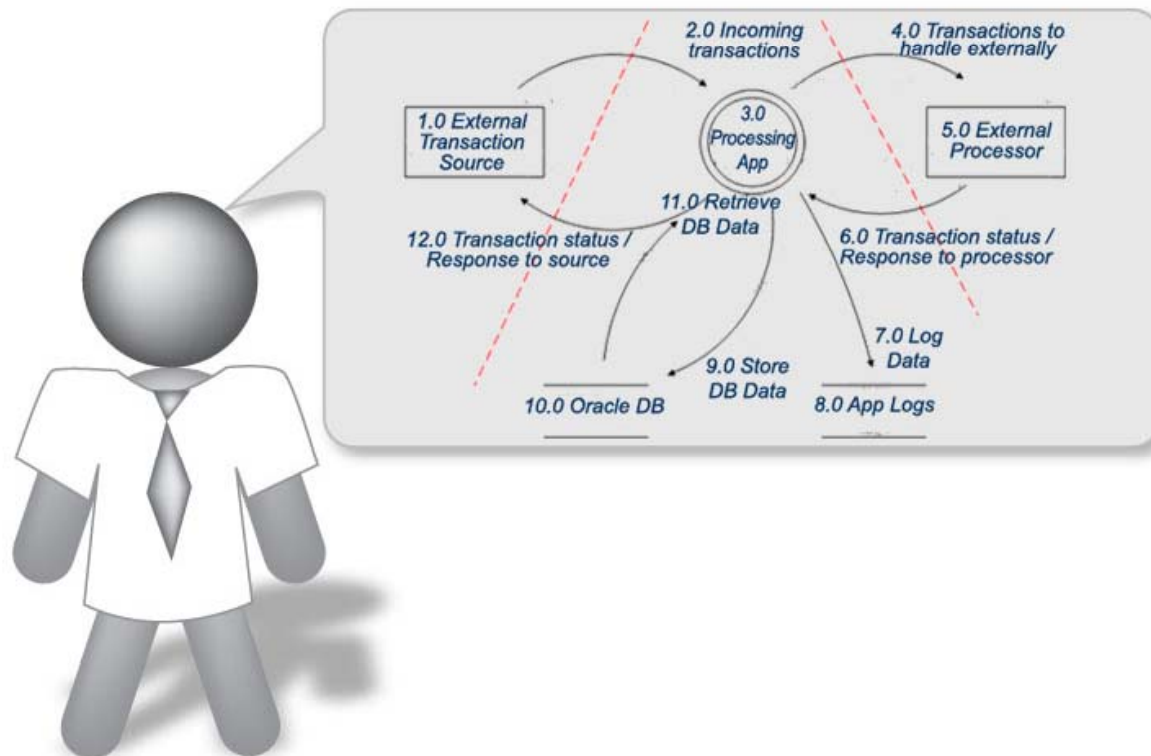 2.0 Incoming
transactions
4.0 Transactions to
handle externally
1.0 External
Transaction
Source
3.0
Processing
App
5.0 External
Processor
11.0 Retrieve
DB Data
12.0 Transaction status /
Response to source
6.0 Transaction status /
Response to processor
7.0 Log
Data
9.0 Store
DB Data
10.0 Oracle DB
8.0 App Logs